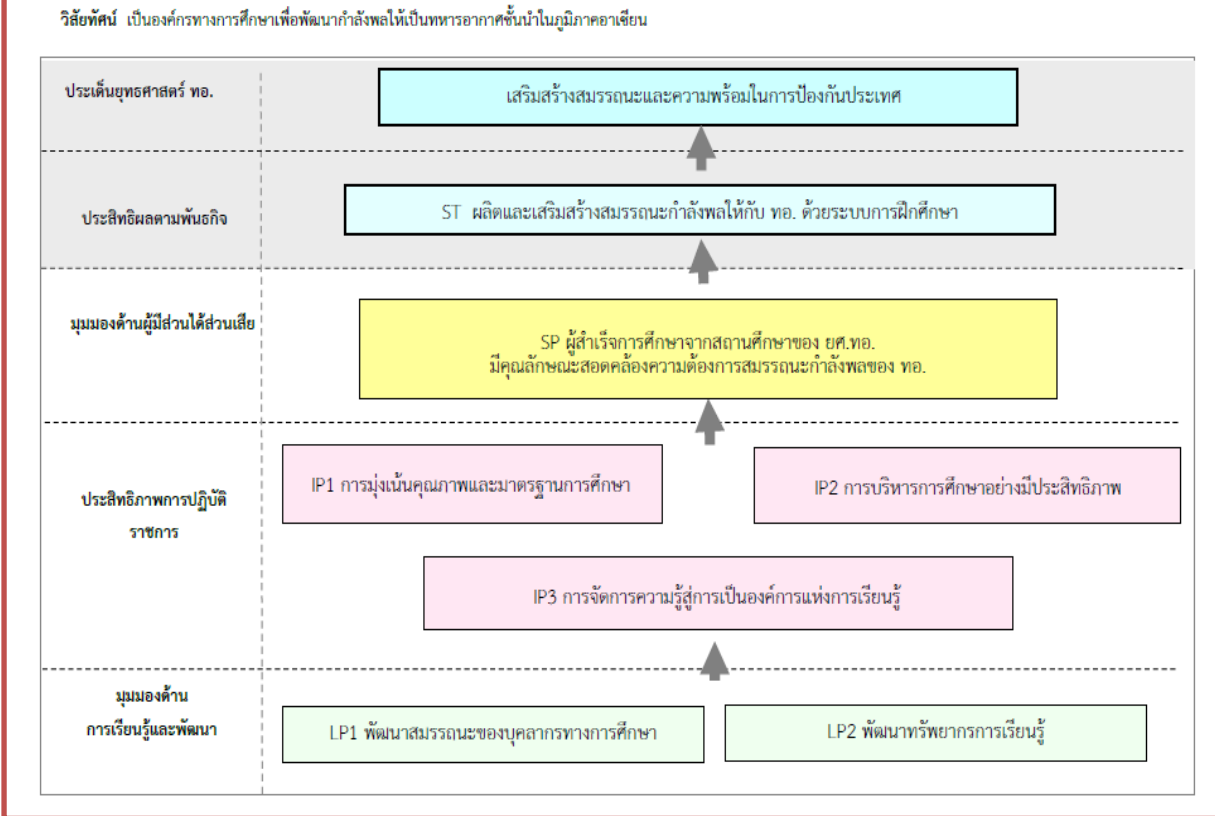 วิสัยทัศน์ เป็นองค์กรทางการศึกษาเพื่อพัฒนากำลังพลให้เป็นทหารอากาศชั้นนำในภูมิภาคอาเซียน
ประเด็นยุทธศาสตร์ ทอ.
เสริมสร้างสมรรถนะและความพร้อมในการป้องกันประเทศ
ประสิทธิผลตามพันธกิจ
ST ผลิตและเสริมสร้างสมรรถนะกำลังพลให้กับ ทอ. ด้วยระบบการฝึกศึกษา
มุมมองด้านผู้มีส่วนได้ส่วนเสีย
SP ผู้สำเร็จการศึกษาจากสถานศึกษาของ ยศ.ทอ.
มีคุณลักษณะสอดคล้องความต้องการสมรรถนะกำลังพลของ ทอ.
ประสิทธิภาพการปฏิบัติ
ราชการ
IP1 การมุ่งเน้นคุณภาพและมาตรฐานการศึกษา
IP2 การบริหารการศึกษาอย่างมีประสิทธิภาพ
IP3 การจัดการความรู้สู่การเป็นองค์การแห่งการเรียนรู้
มุมมองด้าน
การเรียนรู้และพัฒนา
LP1 พัฒนาสมรรถนะของบุคลากรทางการศึกษา
LP2 พัฒนาทรัพยากรการเรียนรู้